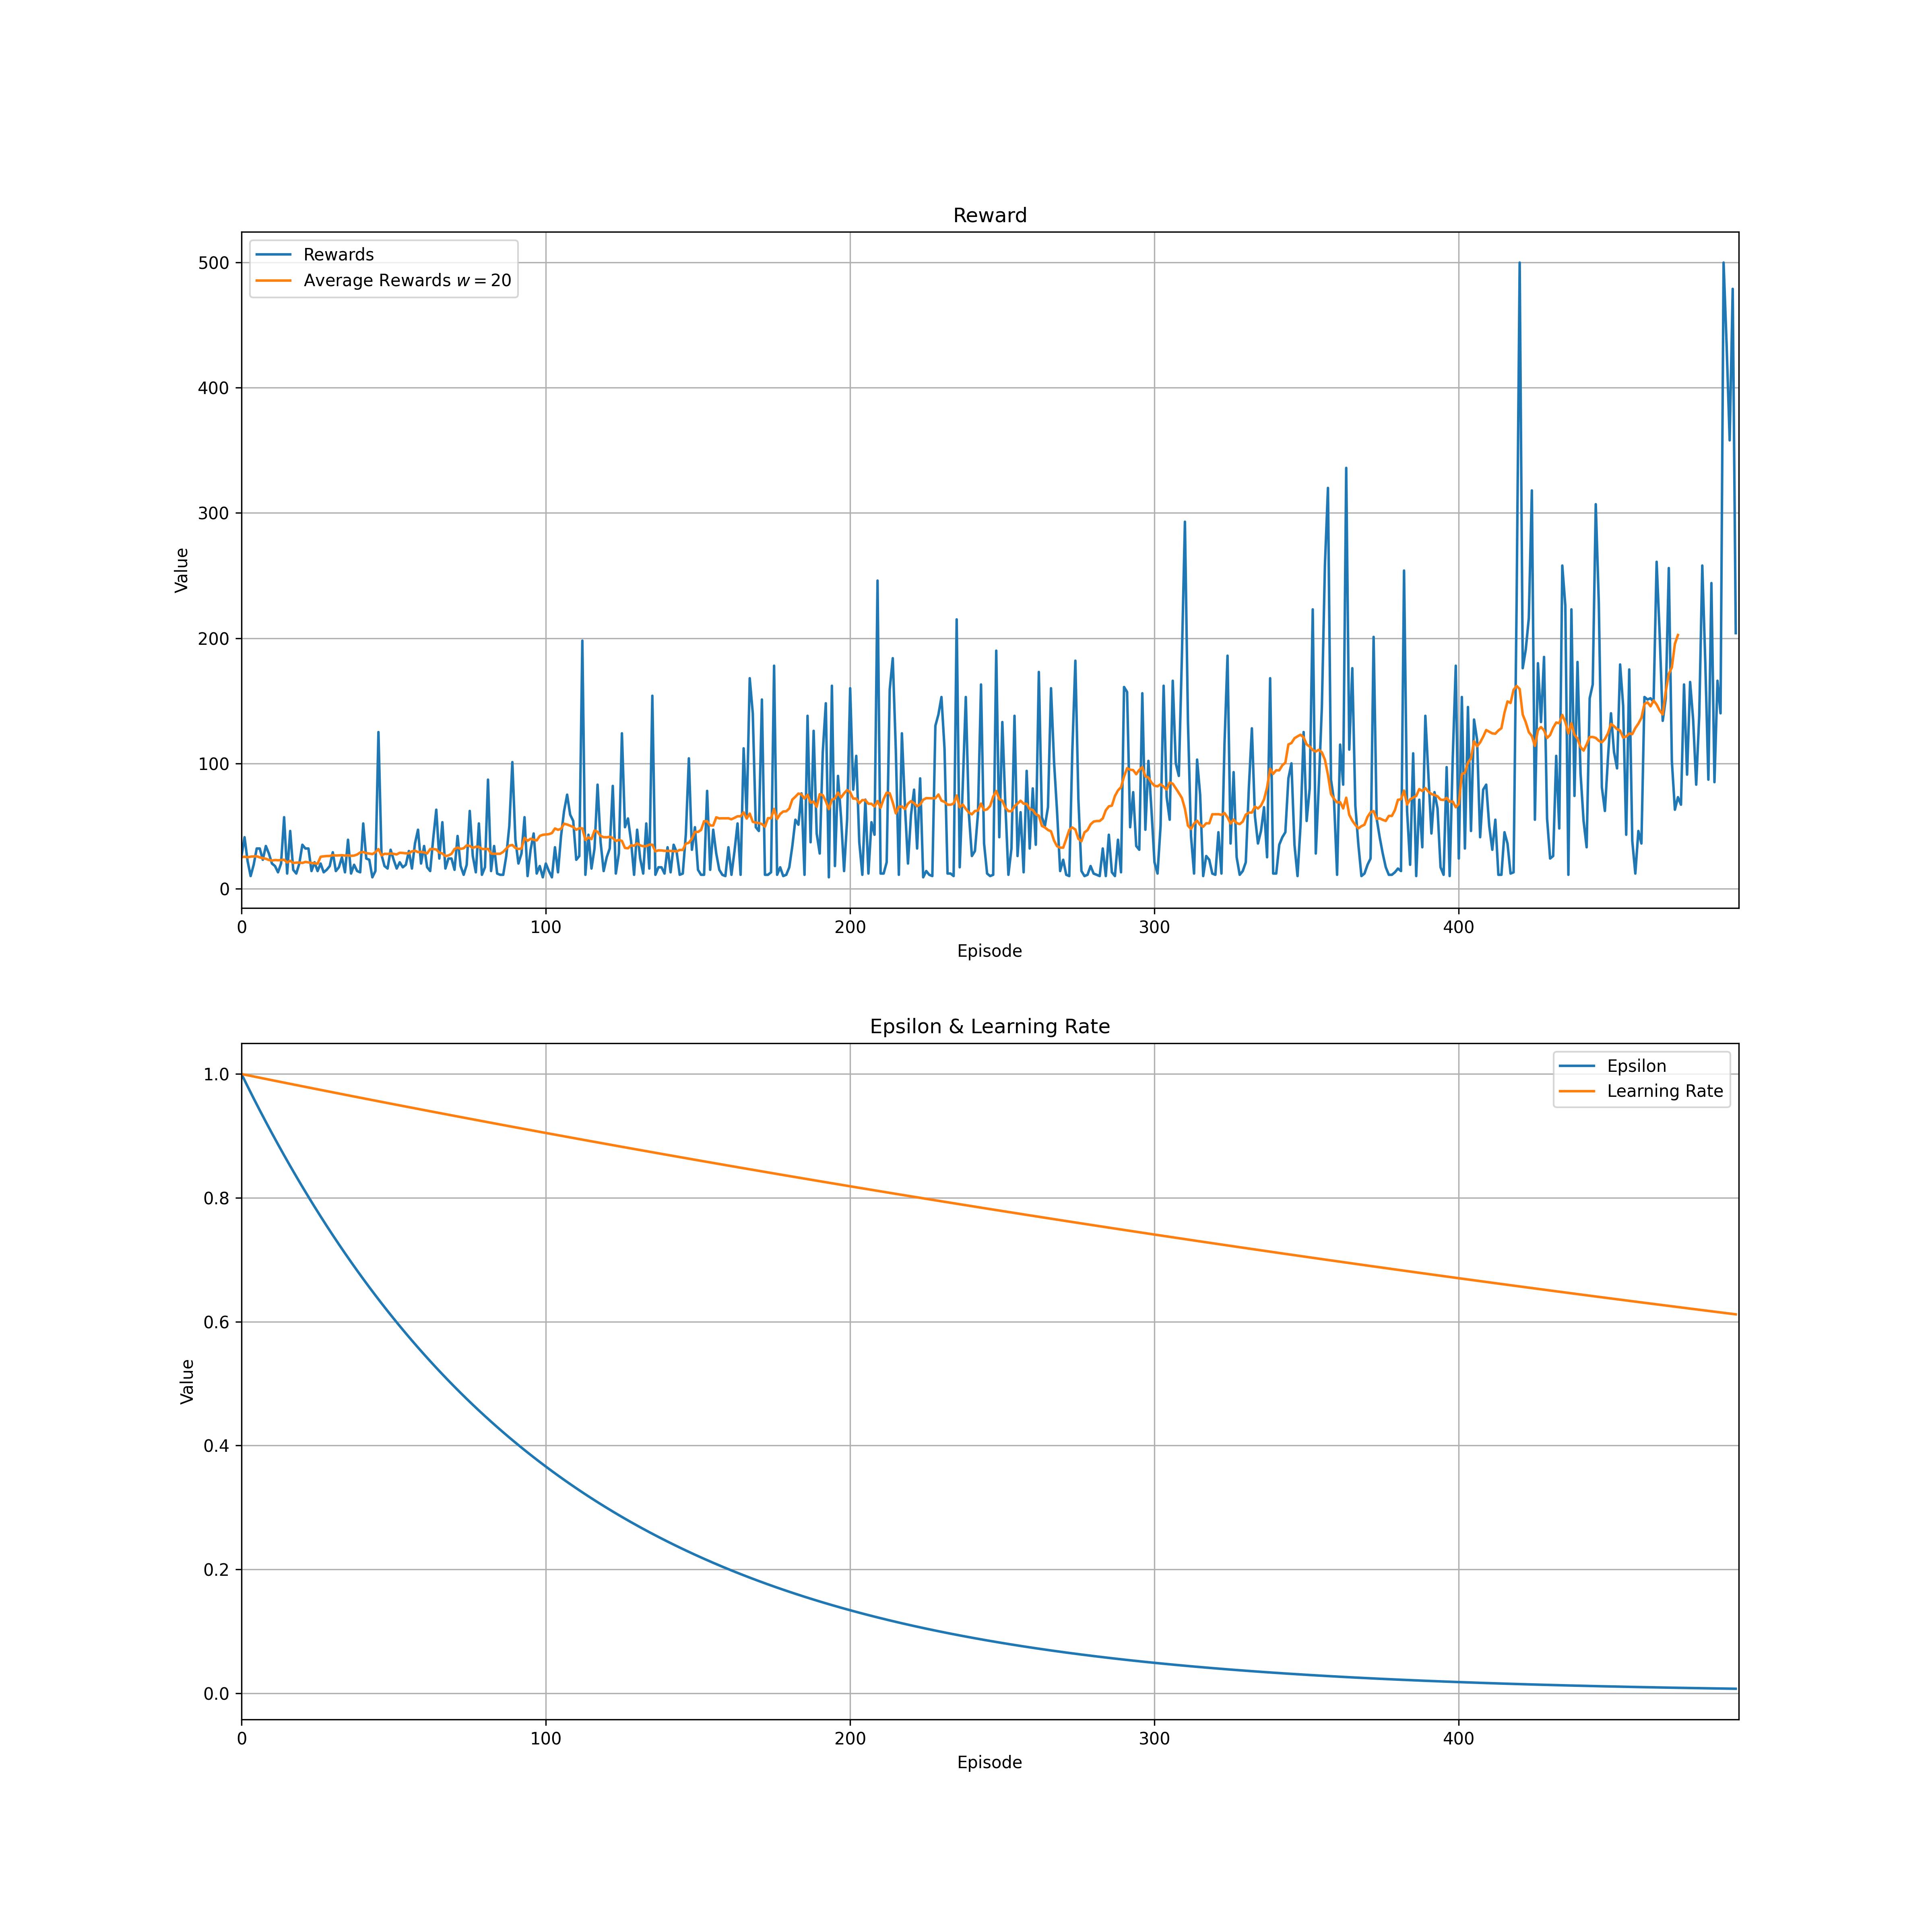 Reward
Rewards
Average Rewards w = 20
500
400
300
200
100
0
Value
0 100 200 300 400
Episode
Epsilon & Learning Rate
Epsilon
Learning Rate
1.0
0.8
0.6
0.4
0.2
0.0
Value
0 100 200 300 400
Episode